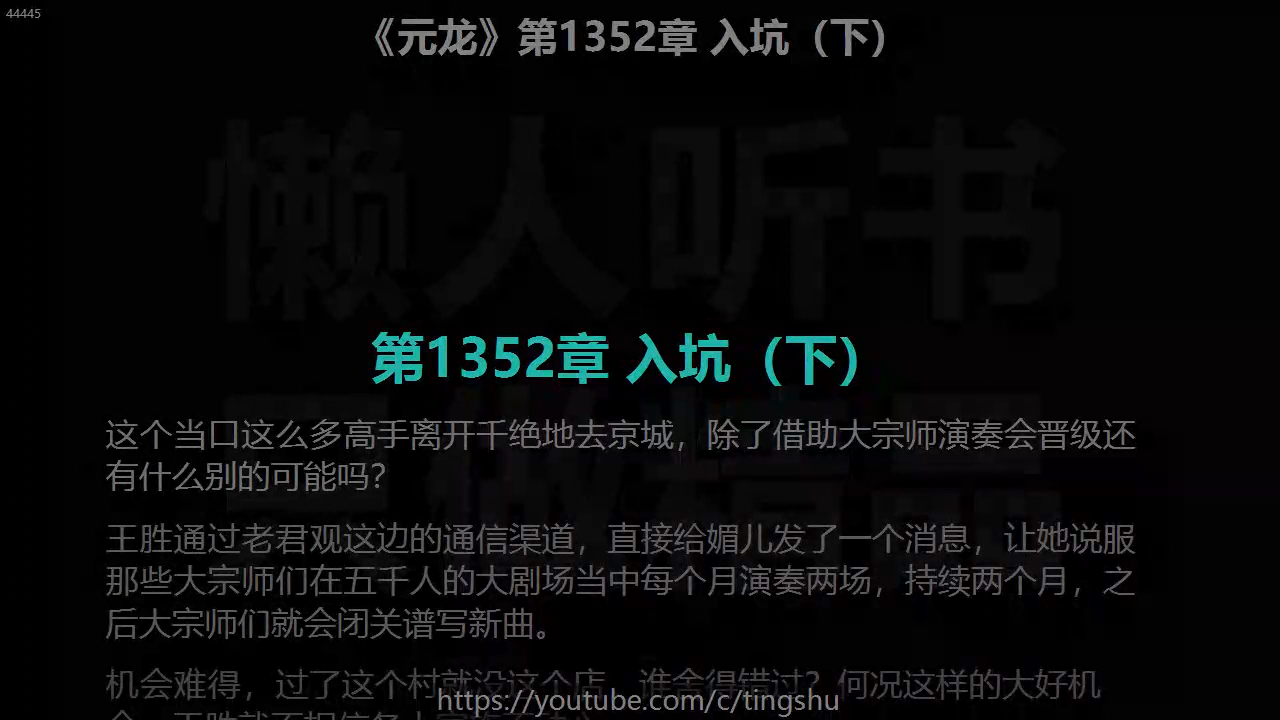 44445
《元龙》第1352章 入坑（下）
懒人听书
第1352章 入坑（下）
这个当口这么多高手离开千绝地去京城，除了借助大宗师演奏会晋级还
有什么别的可能吗？
王胜通过老君观这边的通信渠道，直接给媚儿发了一个消息，让她说服
那些大宗师们在五千人的大剧场当中每个月演奏两场，持续两个月，之
后大宗师们就会闭关谱写新曲。
机会难得，过了这个村就没这个店，谁舍得错过？何况这样的大好机
https://youtube.com/c/tingshu